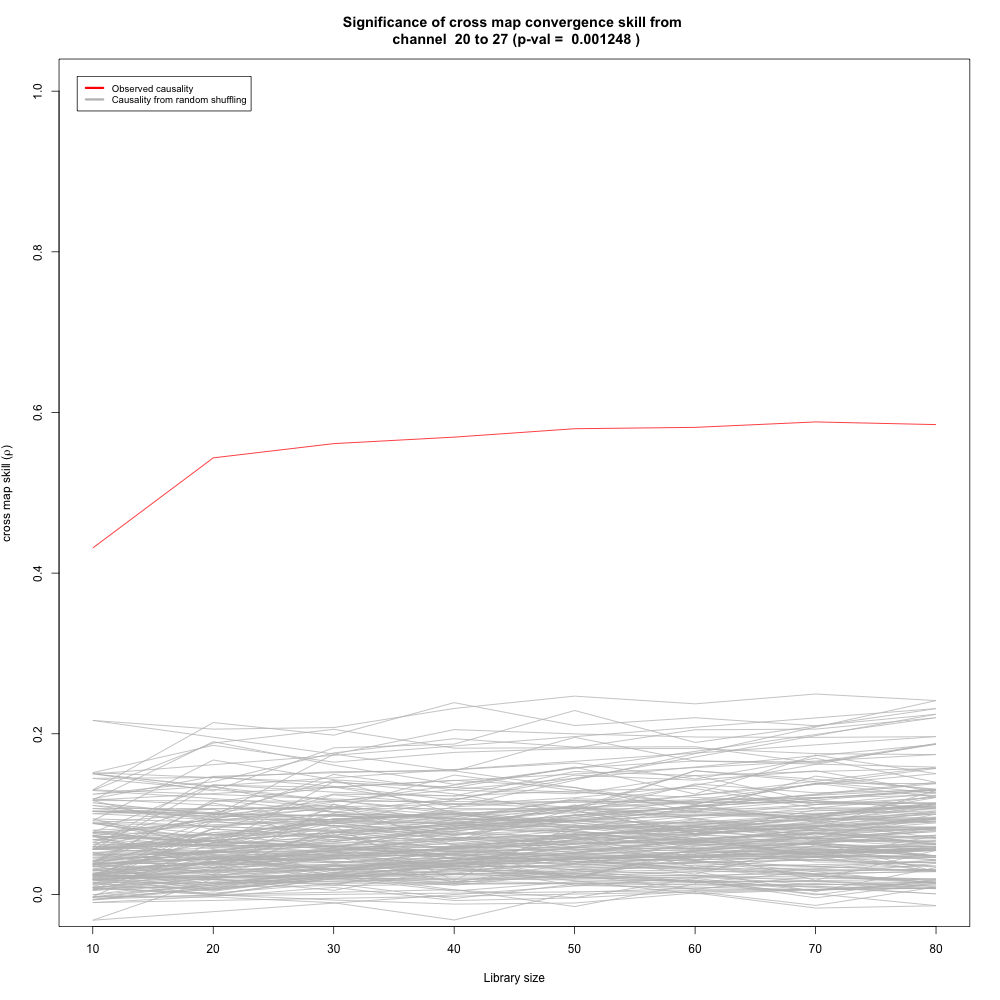 Significance of cross map convergence skill from
channel  20 to 27 (p-val =  0.001248 )
Observed causality
Causality from random shuffling
1.0
0.8
0.6
0.4
0.2
0.0
cross map skill (ρ)
10 20 30 40 50 60 70 80
Library size